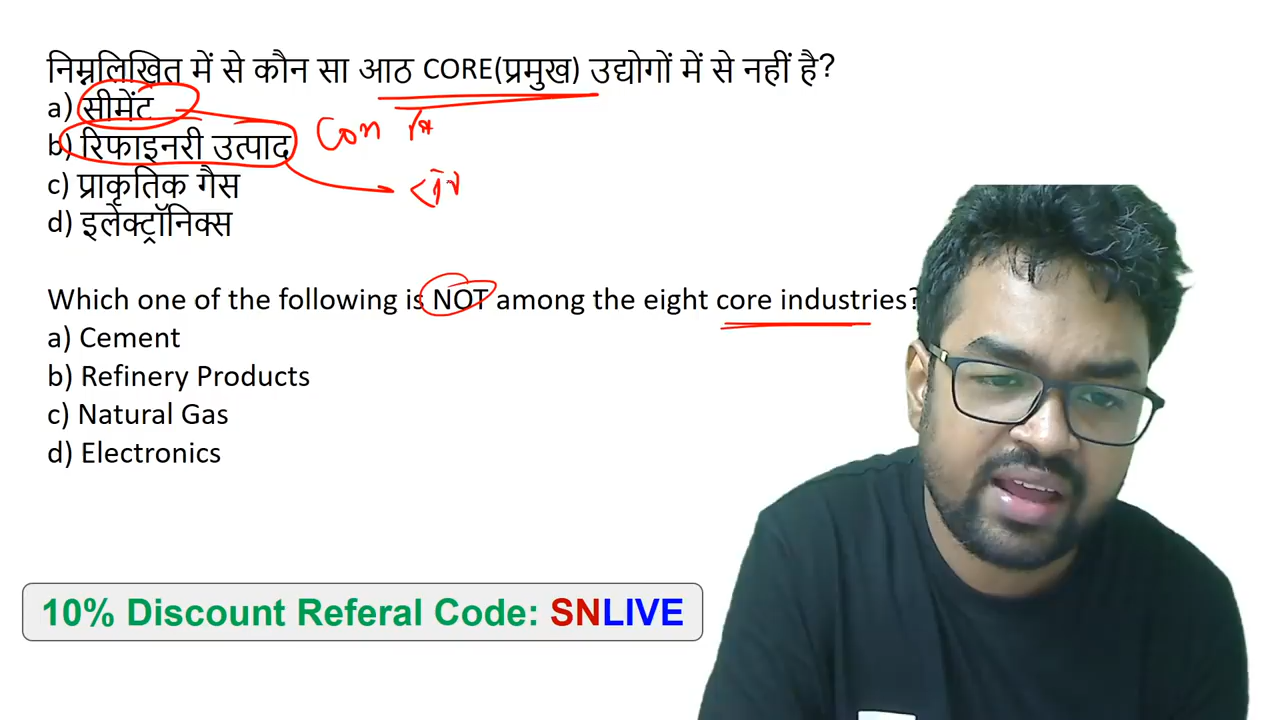 निम्नलिखित में से कौन सा आठ CORE(प्रमुख) उद्योगों में से नहीं है?
a) सीमेंट
b) रिफाइनरी उत्पाद
Con
c) प्राकृतिक गैस
d) इलेक्ट्रॉनिक्स
Which one of the following is NOT among the eight core industries?
a) Cement
b) Refinery Products
c) Natural Gas
d) Electronics
10% Discount Referal Code: SNLIVE